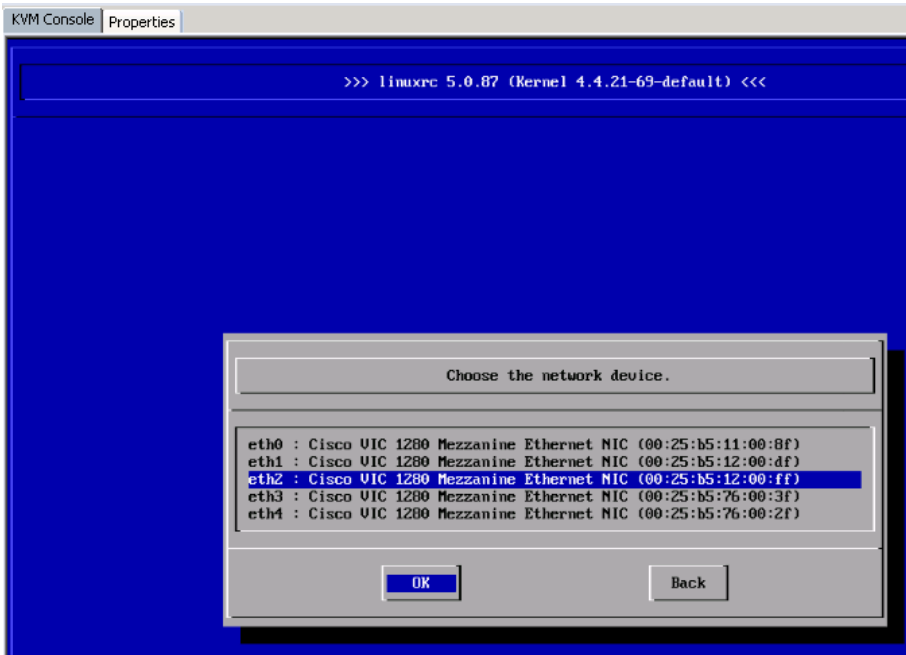 KVM Console
Properties
>>> linuxrc 5.0.87 (Kernel 4.4.21-69-default) <<<
Choose the network device.
eth0 : Cisco VIC 1280 Mezzanine Ethernet NIC (00:25:b5:11:00:8f)
eth1 : Cisco VIC 1280 Mezzanine Ethernet NIC (00:25:b5:12:00:df)
eth2 : Cisco VIC 1280 Mezzanine Ethernet NIC (00:25:b5:12:00:ff)
eth3 : Cisco VIC 1280 Mezzanine Ethernet NIC (00:25:b5:76:00:3f)
eth4 : Cisco VIC 1280 Mezzanine Ethernet NIC (00:25:b5:76:00:2f)
OK
Back